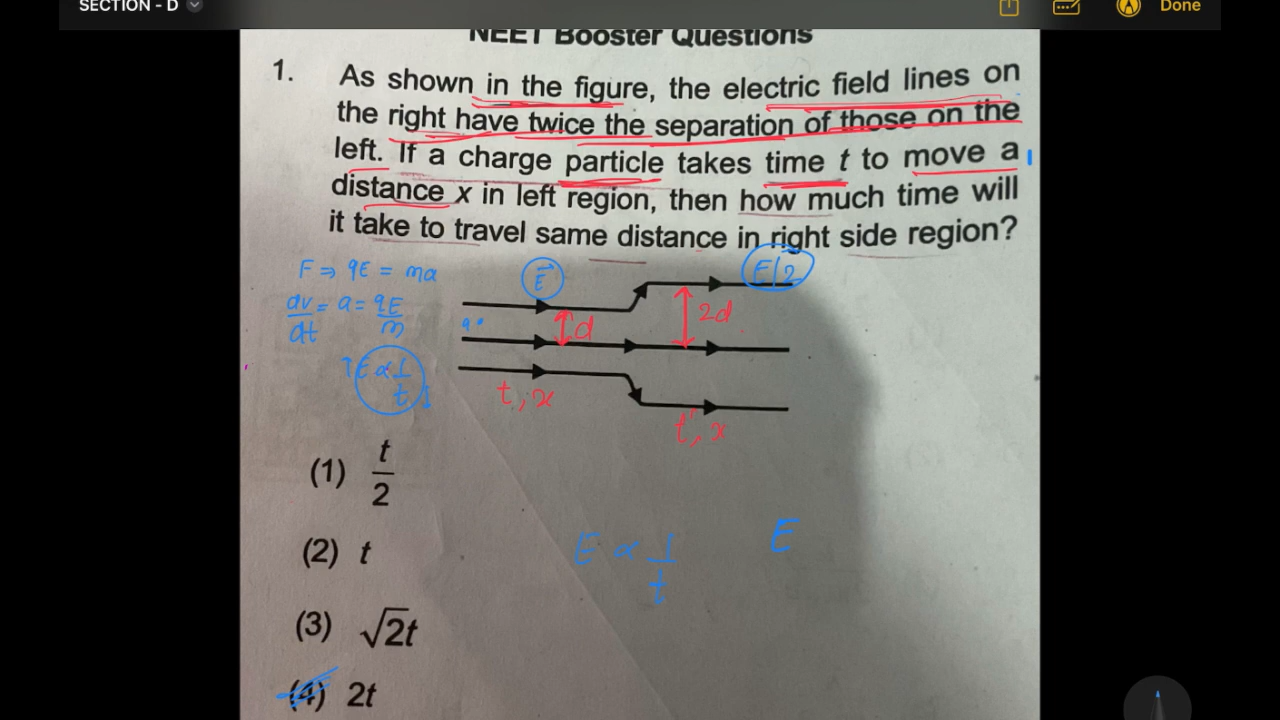 SECTION - D
Done
NEET Booster Questions
1. As shown in the figure, the electric field lines on
the right have twice the separation of those on the
left. If a charge particle takes time t to move a
distance x in left region, then how much time will
it take to travel same distance in right side region?
F ⇒ qE = ma
dv/dt = a = qE/m
↑E ∝ 1/t ↓
E⃗
E/2
q
d
2d
t, x
t', x
(1) t/2
(2) t
(3) √2t
(4) 2t
E ∝ 1/t
E